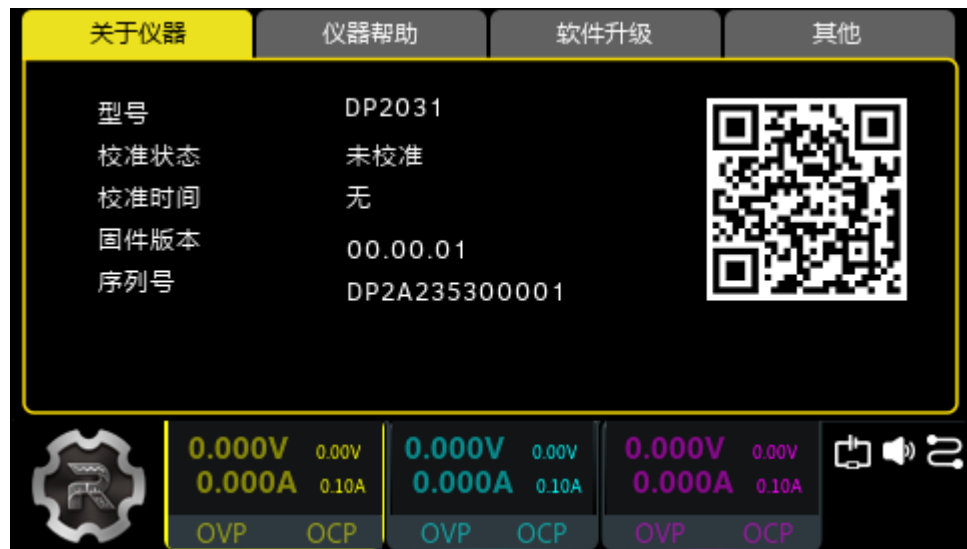 关于仪器 仪器帮助 软件升级 其他
型号 DP2031
校准状态 未校准
校准时间 无
固件版本 00.00.01
序列号 DP2A235300001
0.000V 0.00V 0.000V 0.00V 0.000V 0.00V
0.000A 0.10A 0.000A 0.10A 0.000A 0.10A
OVP OCP OVP OCP OVP OCP
R